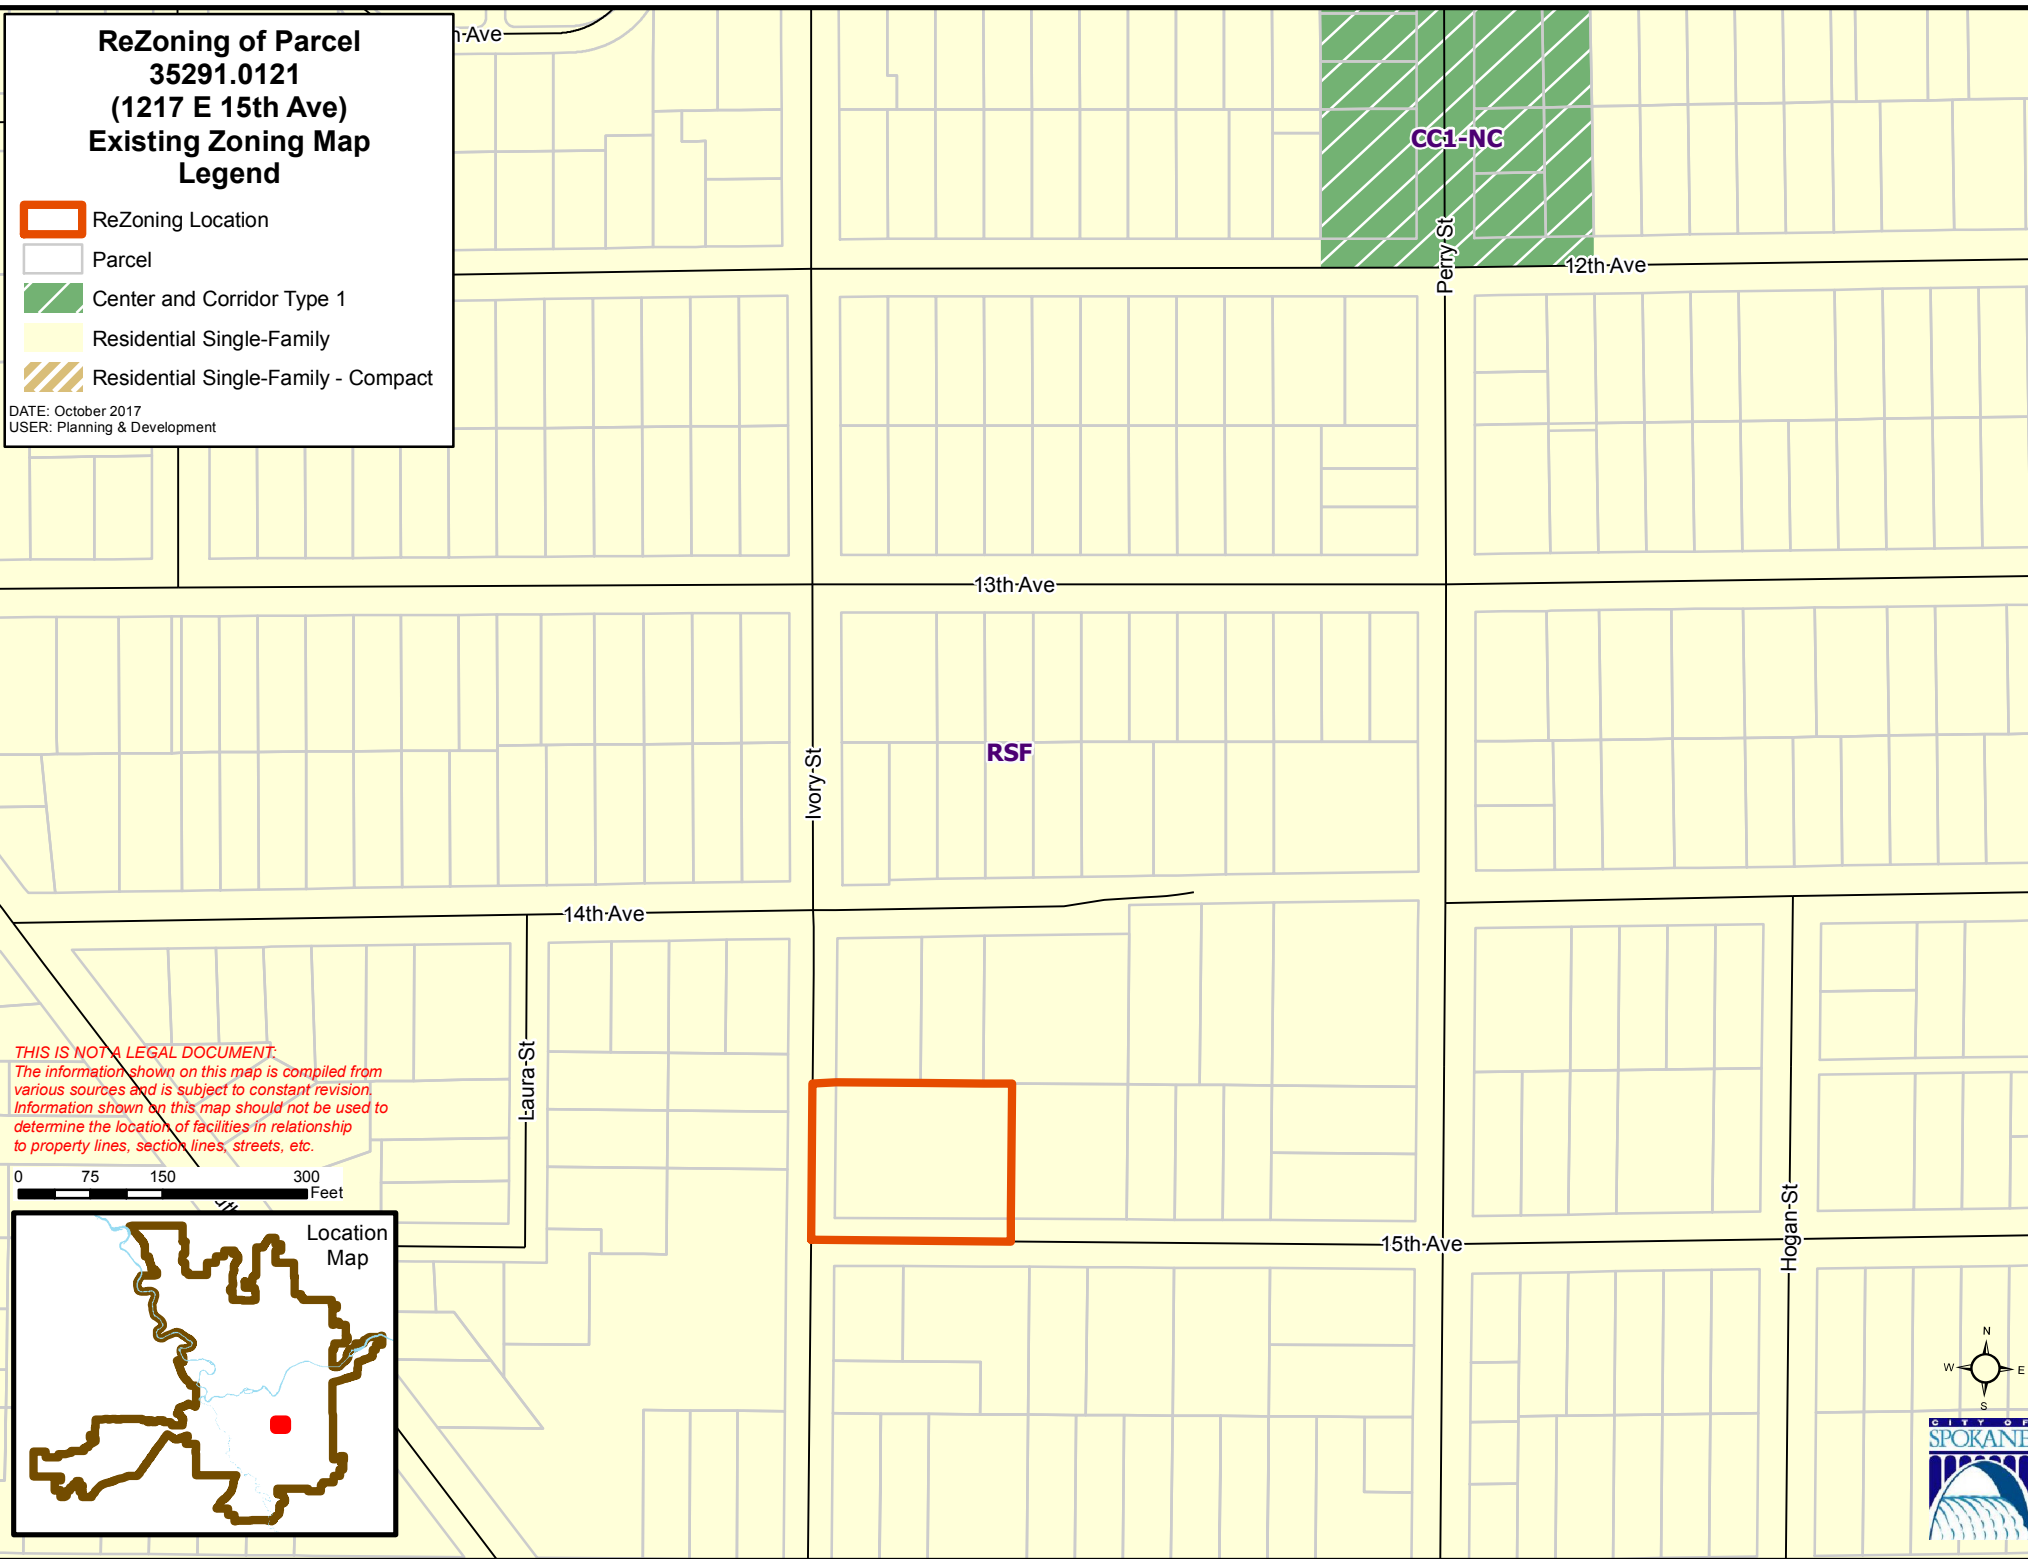 ReZoning of Parcel
35291.0121
(1217 E 15th Ave)
Existing Zoning Map
Legend
ReZoning Location
Parcel
Center and Corridor Type 1
Residential Single-Family
Residential Single-Family - Compact
DATE: October 2017
USER: Planning & Development
Ave
CC1-NC
Perry St
12th Ave
13th Ave
Ivory St
RSF
14th Ave
Laura St
15th Ave
Hogan St
THIS IS NOT A LEGAL DOCUMENT:
The information shown on this map is compiled from
various sources and is subject to constant revision.
Information shown on this map should not be used to
determine the location of facilities in relationship
to property lines, section lines, streets, etc.
0 75 150 300
Feet
Location
Map
N
W E
S
CITY OF
SPOKANE